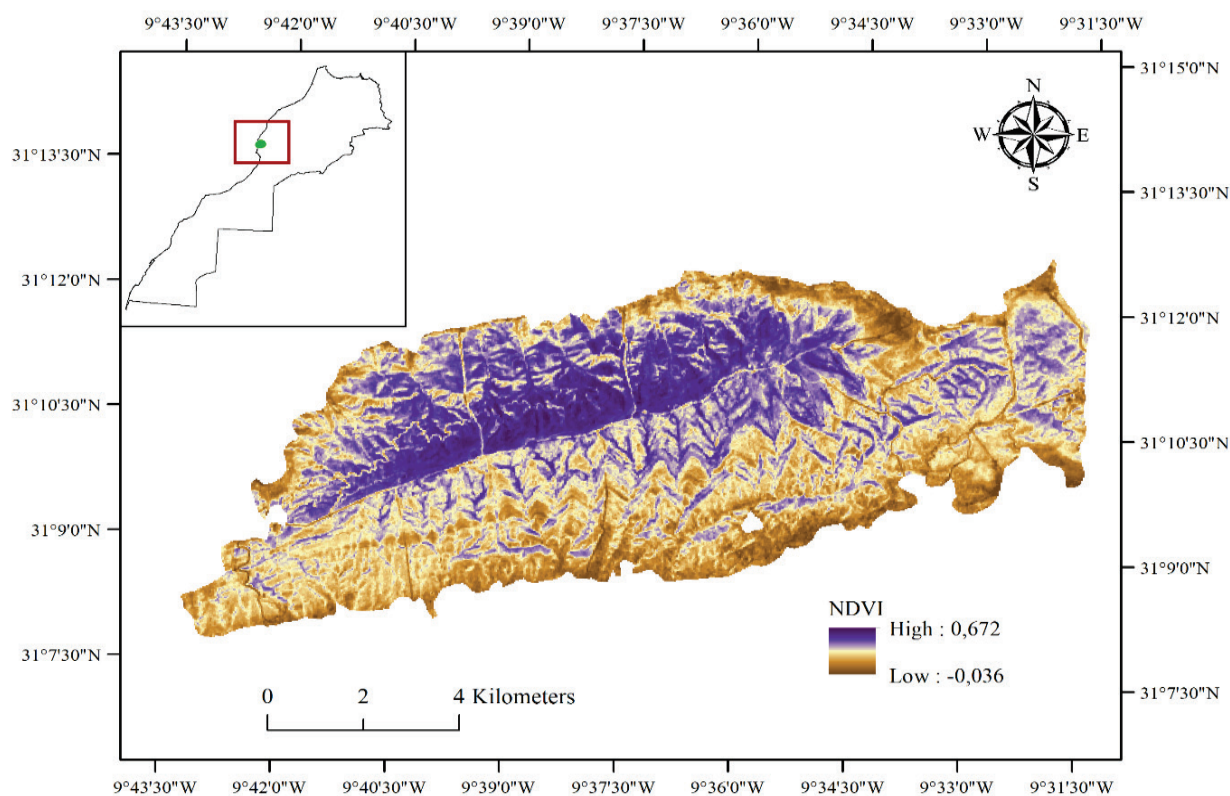 9°43'30"W 9°42'0"W 9°40'30"W 9°39'0"W 9°37'30"W 9°36'0"W 9°34'30"W 9°33'0"W 9°31'30"W
31°15'0"N
N
W E
S
31°13'30"N
31°13'30"N
31°12'0"N
31°12'0"N
31°10'30"N
31°10'30"N
31°9'0"N
31°9'0"N
NDVI
High : 0,672
Low : -0,036
31°7'30"N
31°7'30"N
0 2 4 Kilometers
9°43'30"W 9°42'0"W 9°40'30"W 9°39'0"W 9°37'30"W 9°36'0"W 9°34'30"W 9°33'0"W 9°31'30"W